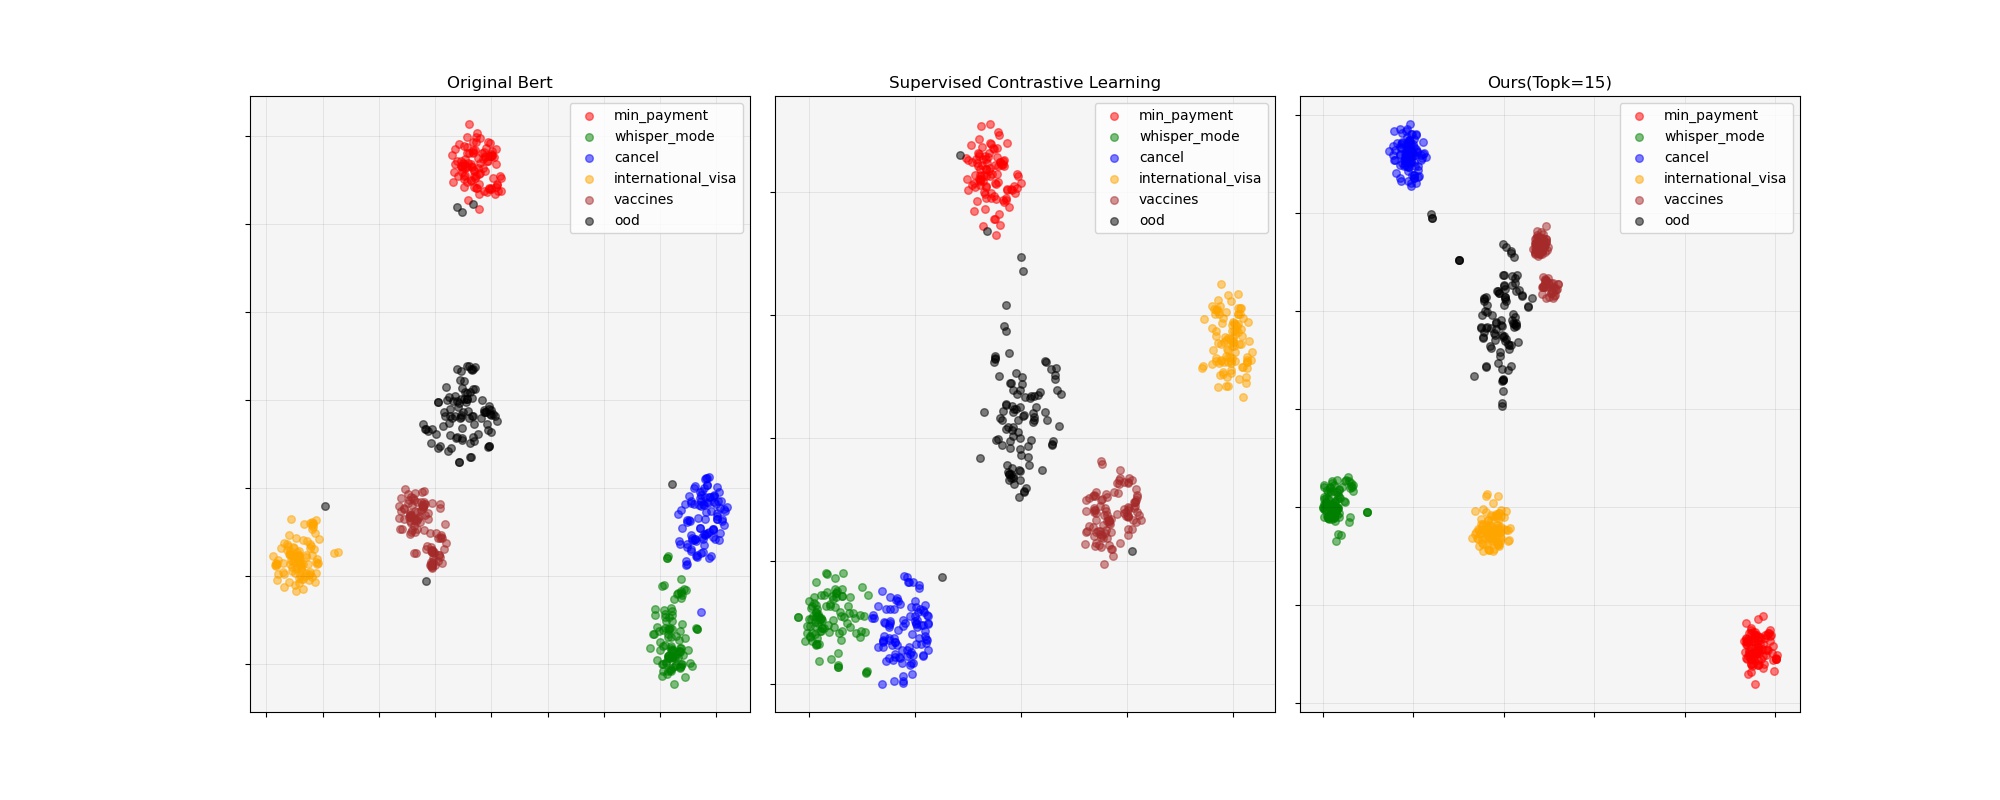 Original Bert
min_payment
whisper_mode
cancel
international_visa
vaccines
ood
Supervised Contrastive Learning
min_payment
whisper_mode
cancel
international_visa
vaccines
ood
Ours(Topk=15)
min_payment
whisper_mode
cancel
international_visa
vaccines
ood